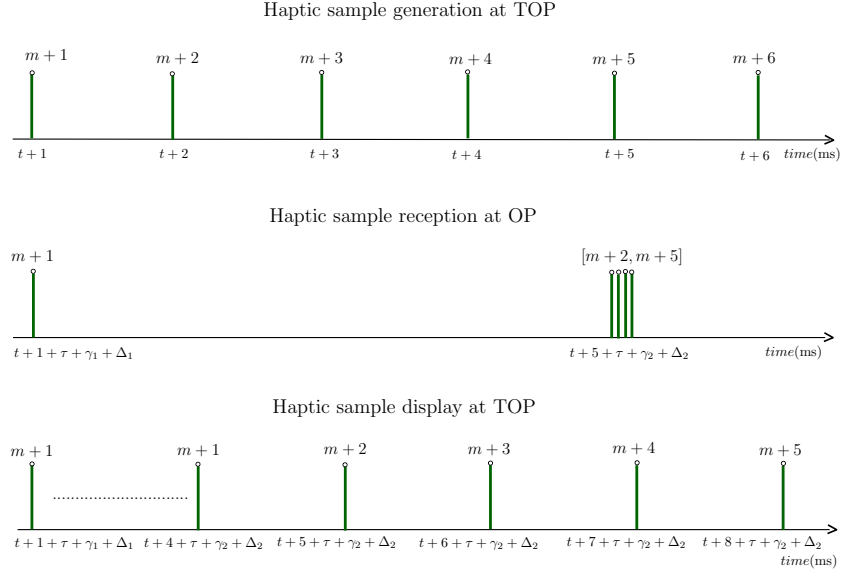 Haptic sample generation at TOP
m + 1 m + 2 m + 3 m + 4 m + 5 m + 6
t + 1 t + 2 t + 3 t + 4 t + 5 t + 6 time(ms)
Haptic sample reception at OP
m + 1 [m + 2, m + 5]
t + 1 + τ + γ₁ + Δ₁ t + 5 + τ + γ₂ + Δ₂ time(ms)
Haptic sample display at TOP
m + 1 m + 1 m + 2 m + 3 m + 4 m + 5
t + 1 + τ + γ₁ + Δ₁ t + 4 + τ + γ₂ + Δ₂ t + 5 + τ + γ₂ + Δ₂ t + 6 + τ + γ₂ + Δ₂ t + 7 + τ + γ₂ + Δ₂ t + 8 + τ + γ₂ + Δ₂
time(ms)